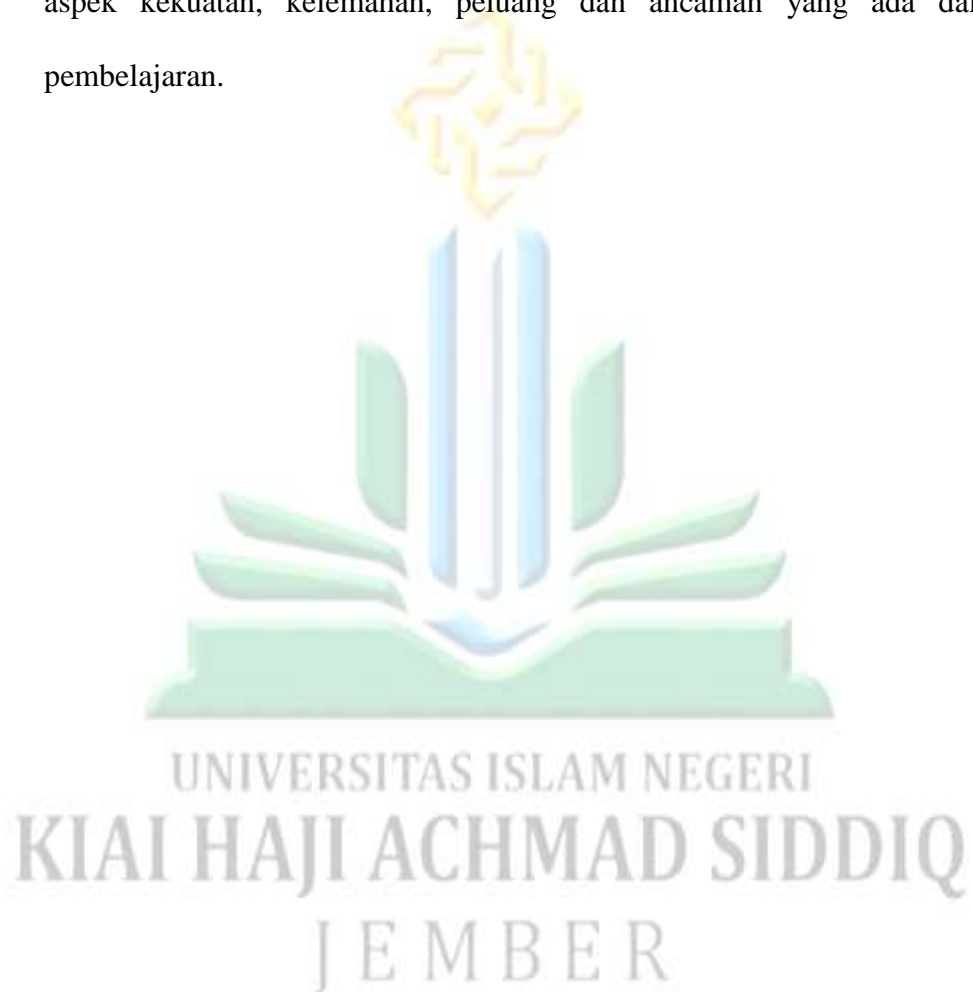 aspek kekuatan, kelemahan, peluang dan ancaman yang ada dal
pembelajaran.
UNIVERSITAS ISLAM NEGERI
KIAI HAJI ACHMAD SIDDIQ
JEMBER